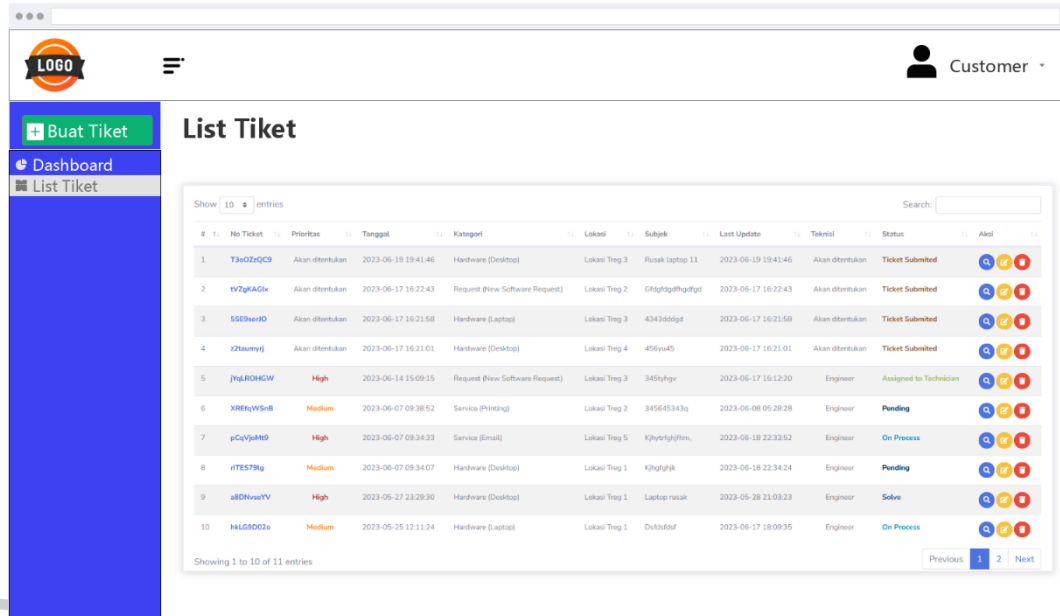 LOGO
Customer
Buat Tiket
List Tiket
Dashboard
List Tiket
Show 10 entries Search:
# No Ticket Prioritas Tanggal Kategori Lokasi Subjek Last Update Teknisi Status Aksi
1 T3oOZzQC9 Akan ditentukan 2023-06-19 19:41:46 Hardware (Desktop) Lokasi Treg 3 Rusak laptop 11 2023-06-19 19:41:46 Akan ditentukan Ticket Submited
2 tVZgKAGIx Akan ditentukan 2023-06-17 16:22:43 Request (New Software Request) Lokasi Treg 2 Gfdgfdgdfhgdfgd 2023-06-17 16:22:43 Akan ditentukan Ticket Submited
3 5SE9sorJO Akan ditentukan 2023-06-17 16:21:58 Hardware (Laptop) Lokasi Treg 3 4343dddgd 2023-06-17 16:21:58 Akan ditentukan Ticket Submited
4 z2taumyrj Akan ditentukan 2023-06-17 16:21:01 Hardware (Desktop) Lokasi Treg 4 456yu45 2023-06-17 16:21:01 Akan ditentukan Ticket Submited
5 jYqLROHGW High 2023-06-14 15:09:15 Request (New Software Request) Lokasi Treg 3 345tyhgv 2023-06-17 16:12:20 Engineer Assigned to Technician
6 XREfqWSnB Medium 2023-06-07 09:38:52 Service (Printing) Lokasi Treg 2 345645343q 2023-06-08 05:28:28 Engineer Pending
7 pCqVjoMt9 High 2023-06-07 09:34:33 Service (Email) Lokasi Treg 5 Kjhytrfghjfhm, 2023-06-18 22:33:52 Engineer On Process
8 rITES79lg Medium 2023-06-07 09:34:07 Hardware (Desktop) Lokasi Treg 1 Kjhgfghjk 2023-06-18 22:34:24 Engineer Pending
9 a8DNvseYV High 2023-05-27 23:29:30 Hardware (Desktop) Lokasi Treg 1 Laptop rusak 2023-05-28 21:03:23 Engineer Solve
10 hkLG9D02o Medium 2023-05-25 12:11:24 Hardware (Laptop) Lokasi Treg 1 Dsfdsfdsf 2023-06-17 18:09:35 Engineer On Process
Showing 1 to 10 of 11 entries Previous 1 2 Next